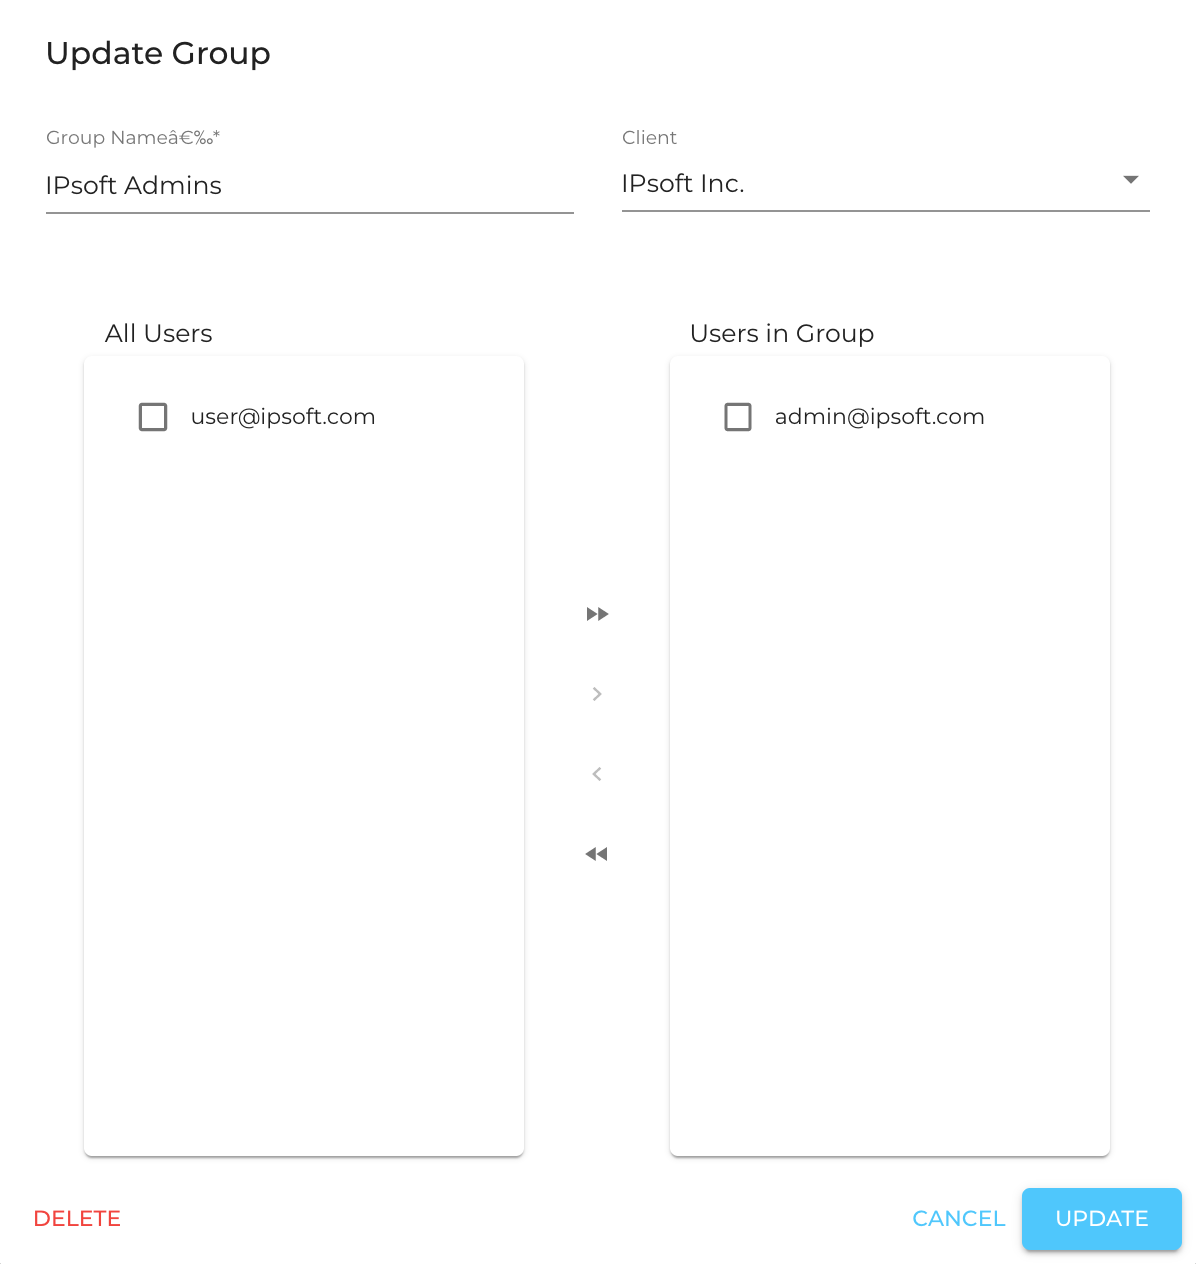 Update Group
Group Nameâ€‰*
Client
IPsoft Admins
IPsoft Inc.
All Users
Users in Group
user@ipsoft.com
admin@ipsoft.com
DELETE
CANCEL
UPDATE